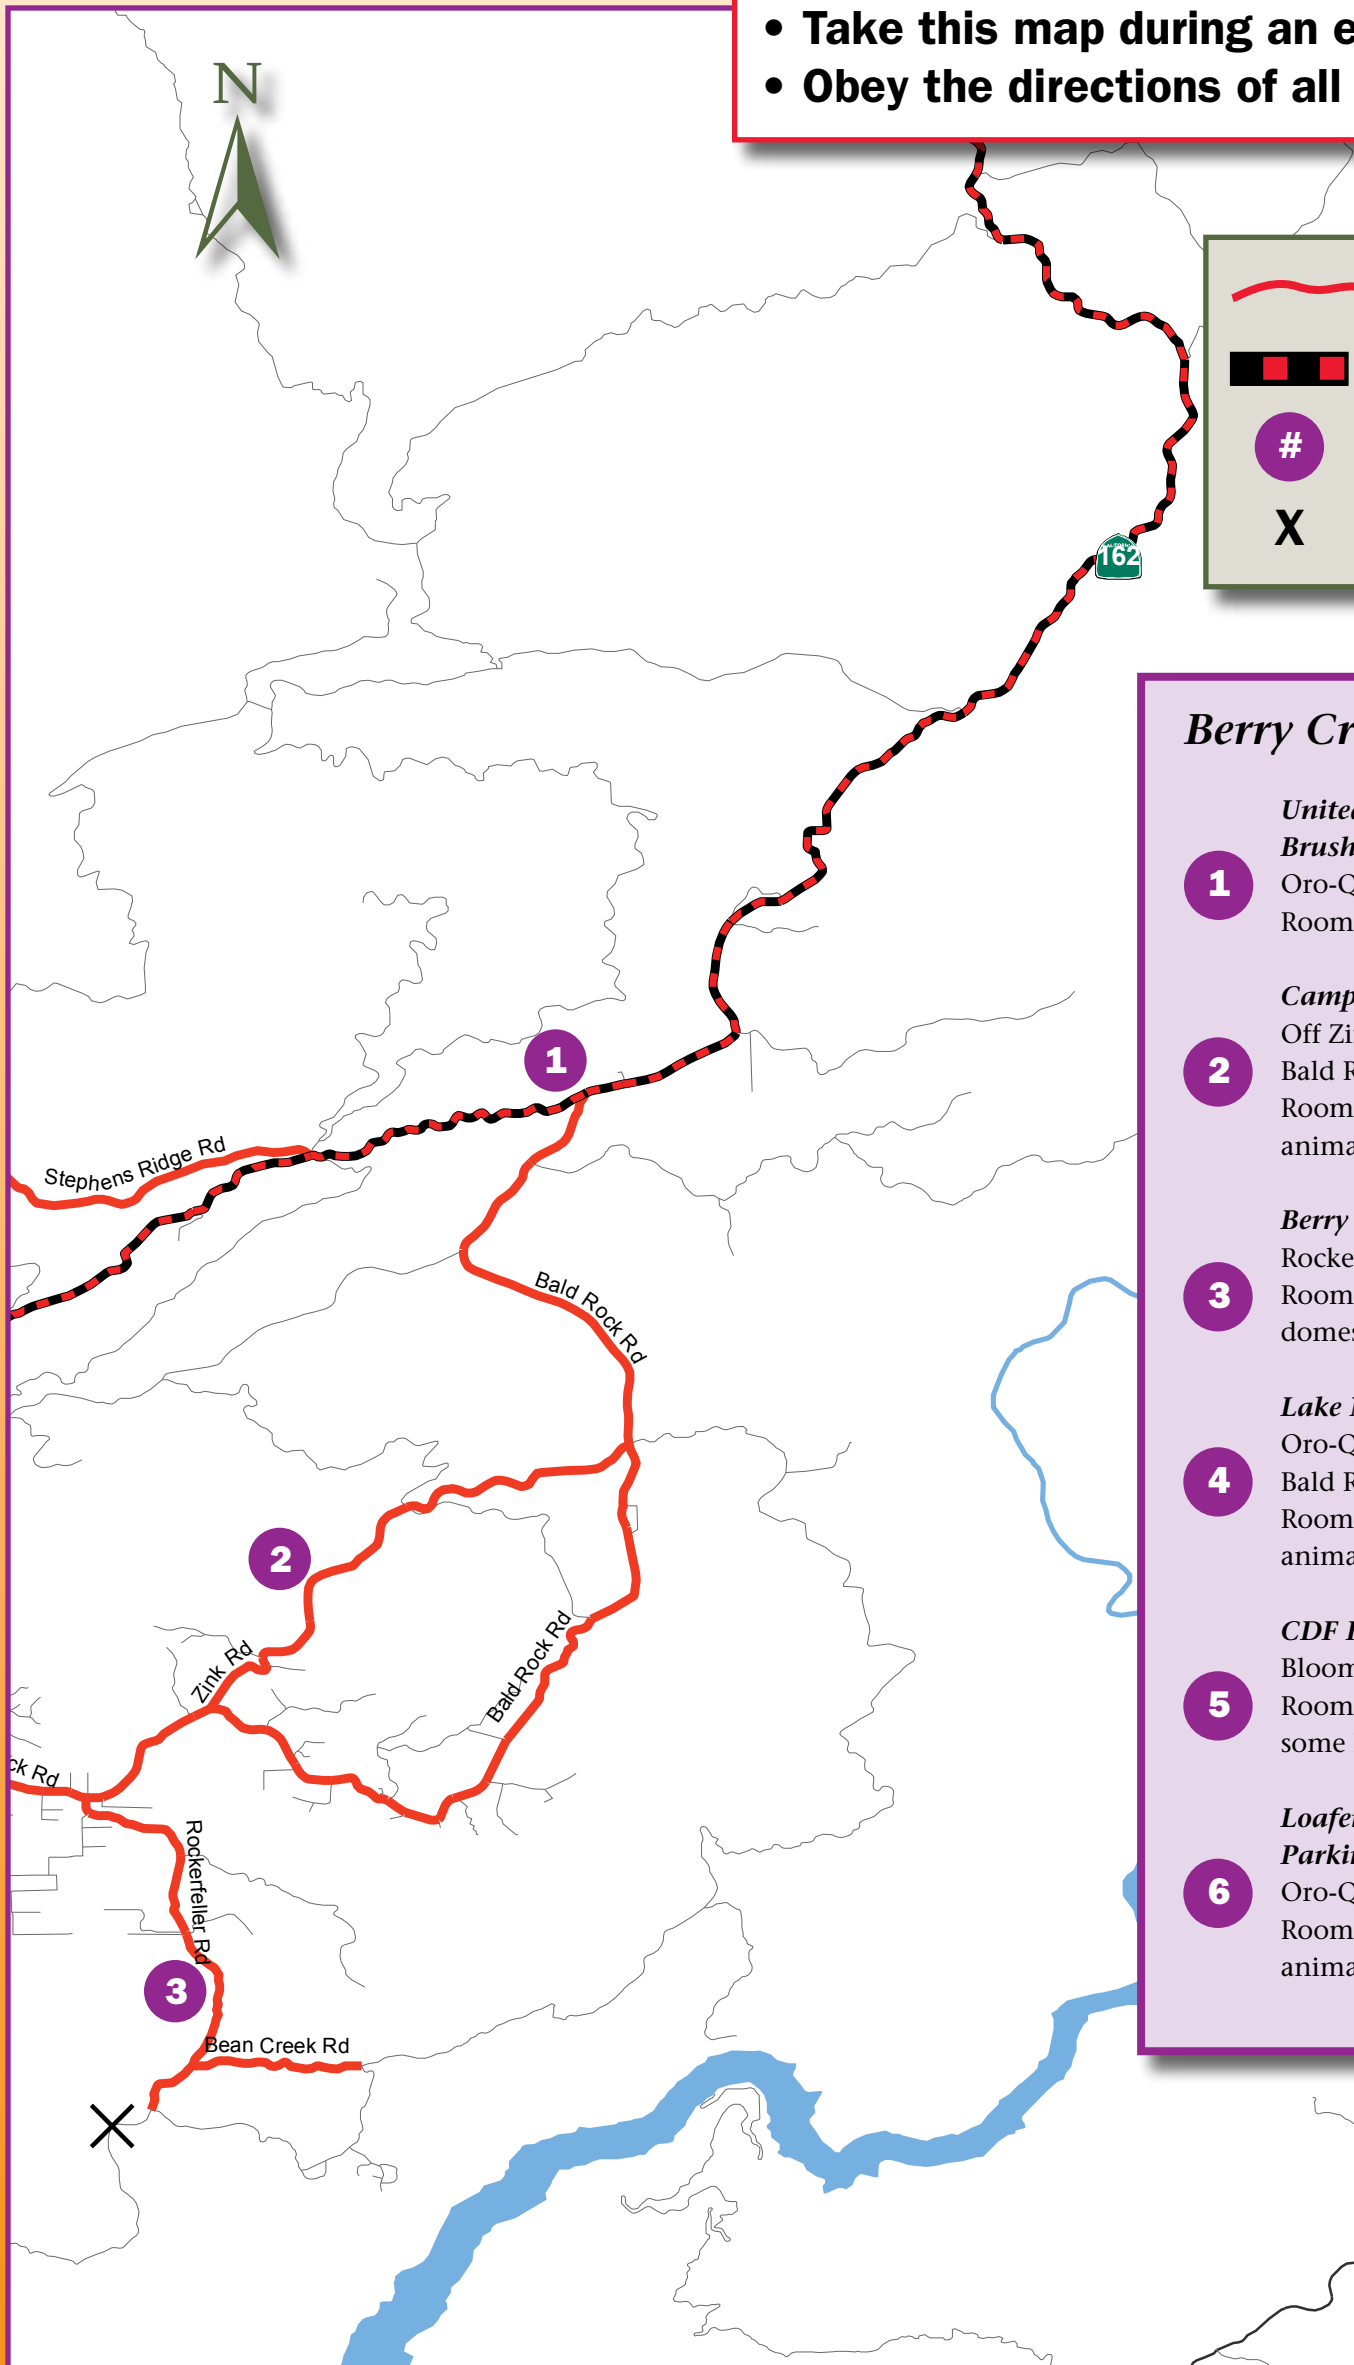 • Take this map during an e
• Obey the directions of all
N
#
X
162
Berry Cr
1
United
Brush
Oro-Q
Room
2
Camp
Off Zi
Bald R
Room
anima
3
Berry
Rocke
Room
domes
4
Lake
Oro-Q
Bald R
Room
anima
5
CDF
Bloom
Room
some
6
Loafer
Parkin
Oro-Q
Room
anima
1
Stephens Ridge Rd
Bald Rock Rd
2
Zink Rd
Bald Rock Rd
ck Rd
Rockerfeller Rd
3
Bean Creek Rd